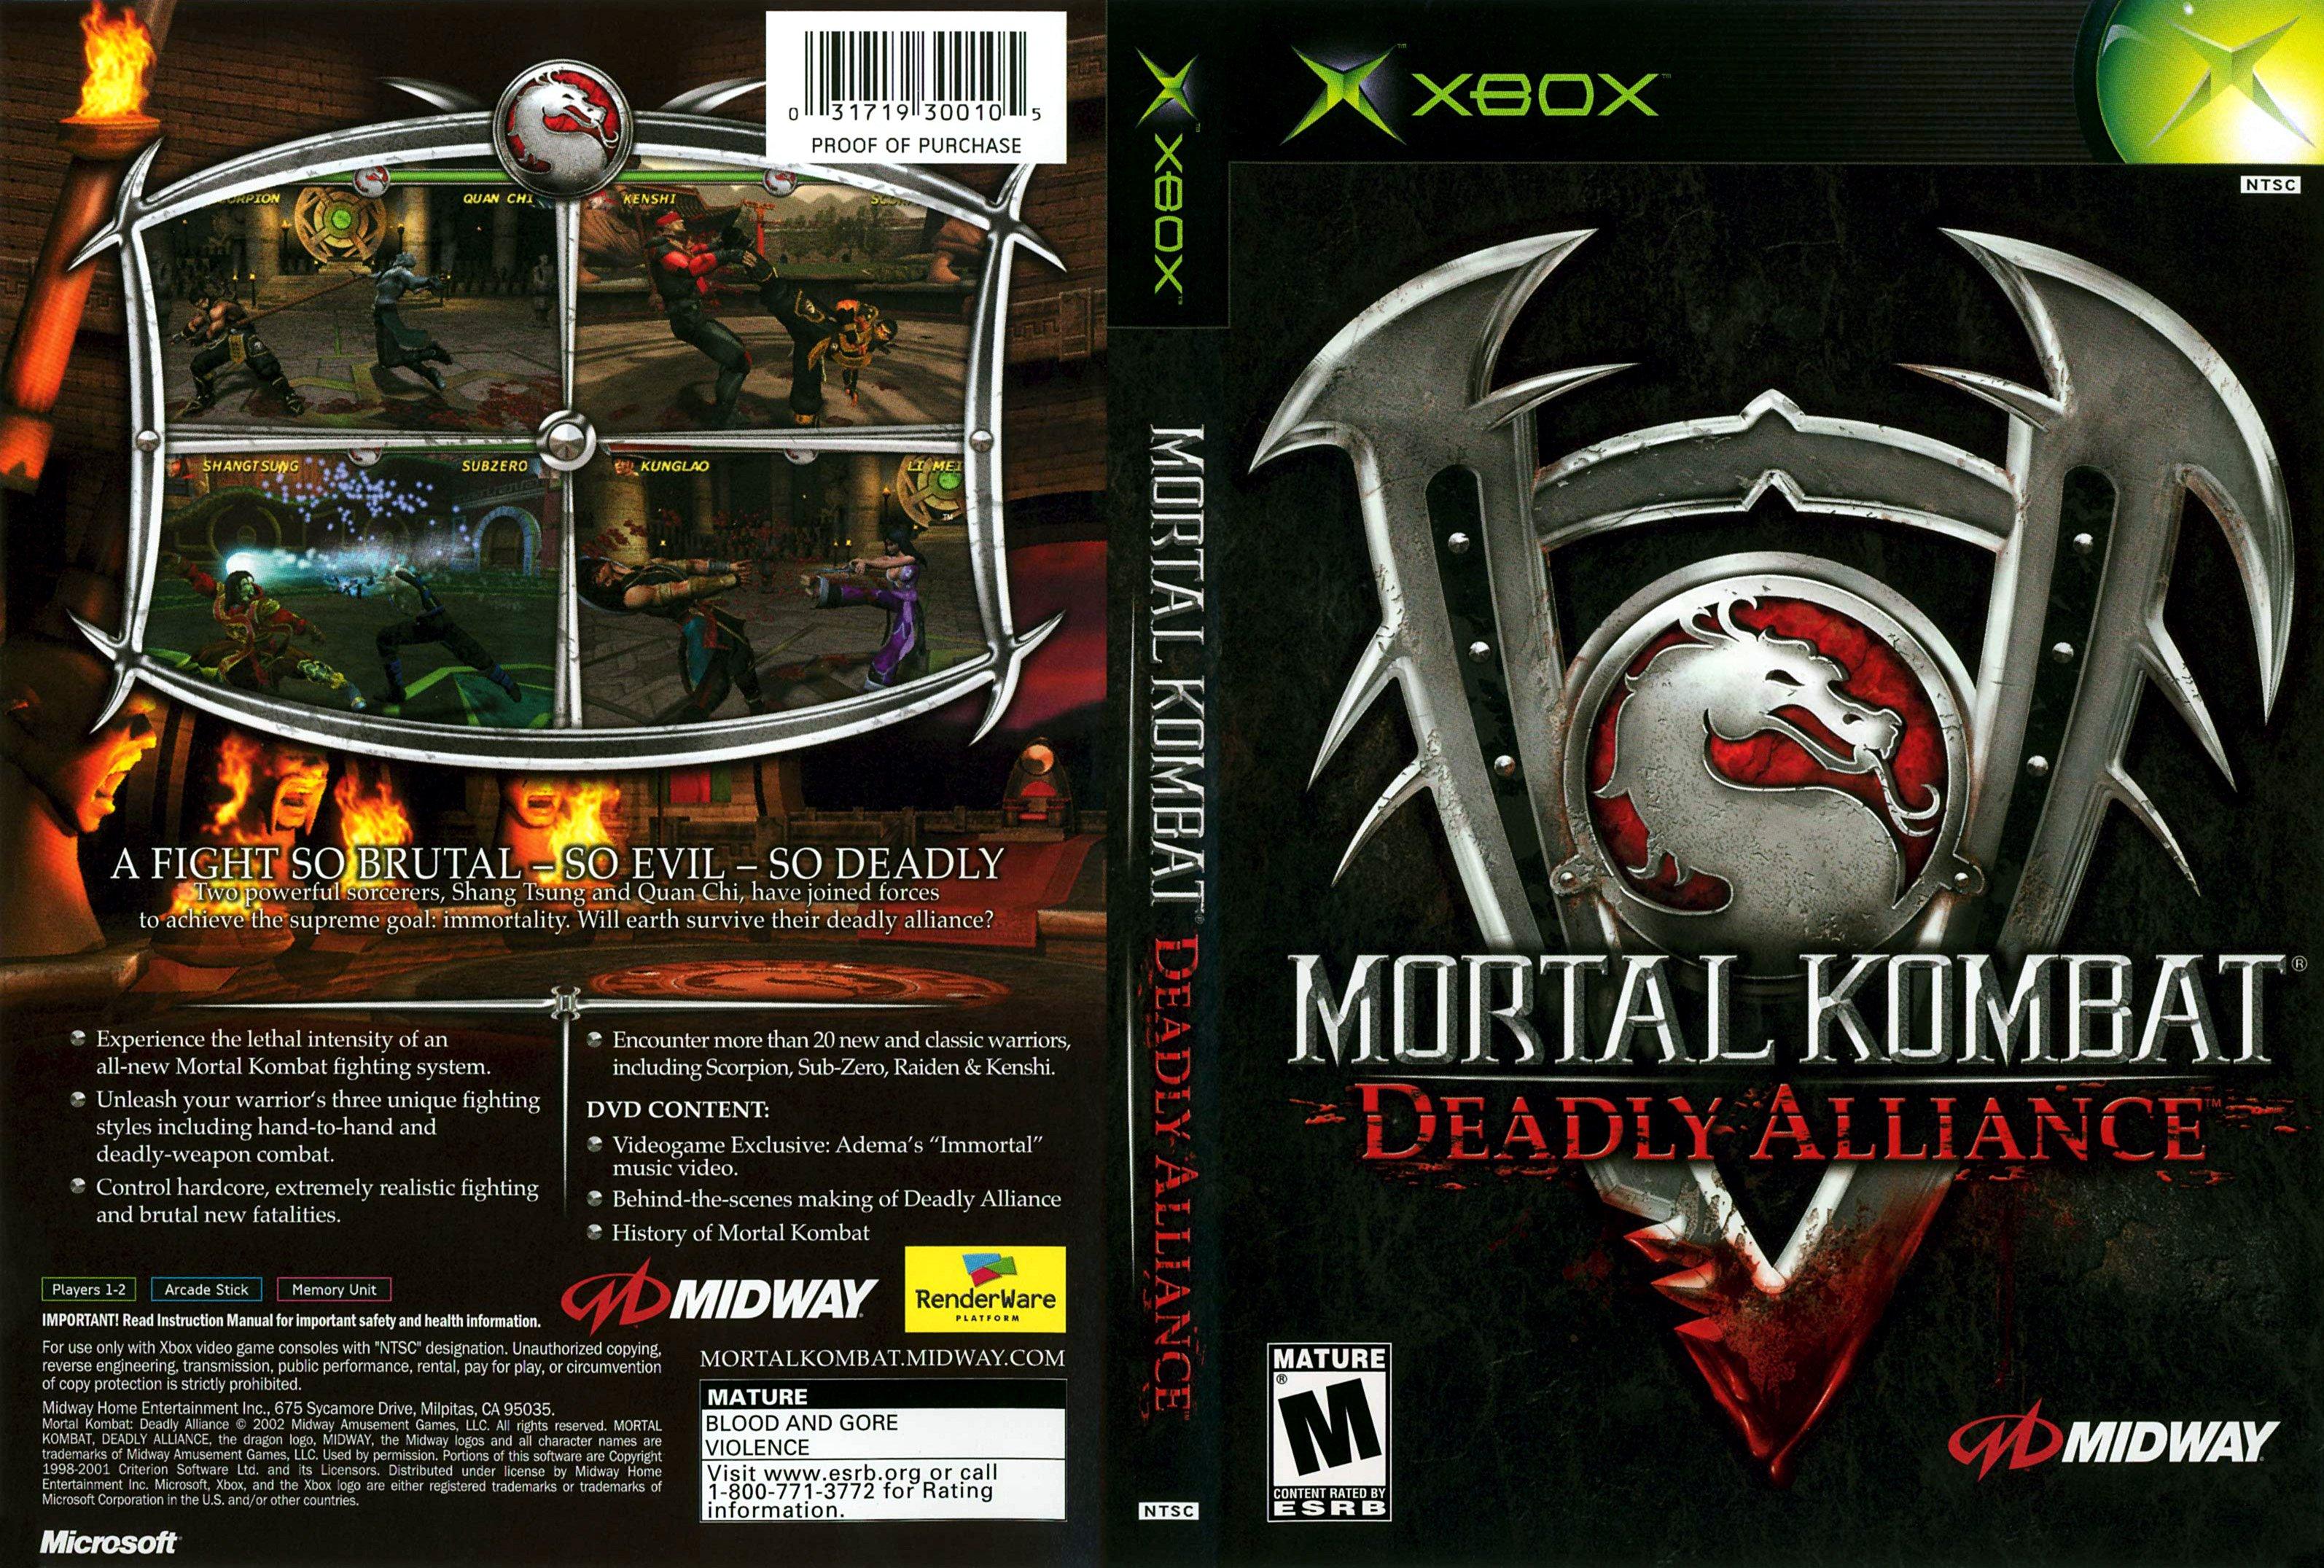 0 31719 30010 5
PROOF OF PURCHASE
QUAN CHI
KENSHI
SHANGTSUNG
SUBZERO
KUNGLAO
LI MEI
A FIGHT SO BRUTAL – SO EVIL – SO DEADLY
Two powerful sorcerers, Shang Tsung and Quan Chi, have joined forces
to achieve the supreme goal: immortality. Will earth survive their deadly alliance?
Experience the lethal intensity of an
all-new Mortal Kombat fighting system.
Unleash your warrior's three unique fighting
styles including hand-to-hand and
deadly-weapon combat.
Control hardcore, extremely realistic fighting
and brutal new fatalities.
Encounter more than 20 new and classic warriors,
including Scorpion, Sub-Zero, Raiden & Kenshi.
DVD CONTENT:
Videogame Exclusive: Adema's "Immortal"
music video.
Behind-the-scenes making of Deadly Alliance
History of Mortal Kombat
Players 1-2 Arcade Stick Memory Unit
IMPORTANT! Read Instruction Manual for important safety and health information.
For use only with Xbox video game consoles with "NTSC" designation. Unauthorized copying,
reverse engineering, transmission, public performance, rental, pay for play, or circumvention
of copy protection is strictly prohibited.
Midway Home Entertainment Inc., 675 Sycamore Drive, Milpitas, CA 95035.
Mortal Kombat: Deadly Alliance © 2002 Midway Amusement Games, LLC. All rights reserved. MORTAL
KOMBAT, DEADLY ALLIANCE, the dragon logo, MIDWAY, the Midway logos and all character names are
trademarks of Midway Amusement Games, LLC. Used by permission. Portions of this software are Copyright
1998-2001 Criterion Software Ltd. and its Licensors. Distributed under license by Midway Home
Entertainment Inc. Microsoft, Xbox, and the Xbox logo are either registered trademarks or trademarks of
Microsoft Corporation in the U.S. and/or other countries.
Microsoft
MIDWAY
RenderWare
PLATFORM
MORTALKOMBAT.MIDWAY.COM
MATURE
BLOOD AND GORE
VIOLENCE
Visit www.esrb.org or call
1-800-771-3772 for Rating
information.
XBOX™
MORTAL KOMBAT® DEADLY ALLIANCE™
NTSC
XBOX™
NTSC
MORTAL KOMBAT®
DEADLY ALLIANCE™
MATURE
M®
CONTENT RATED BY
ESRB
MIDWAY